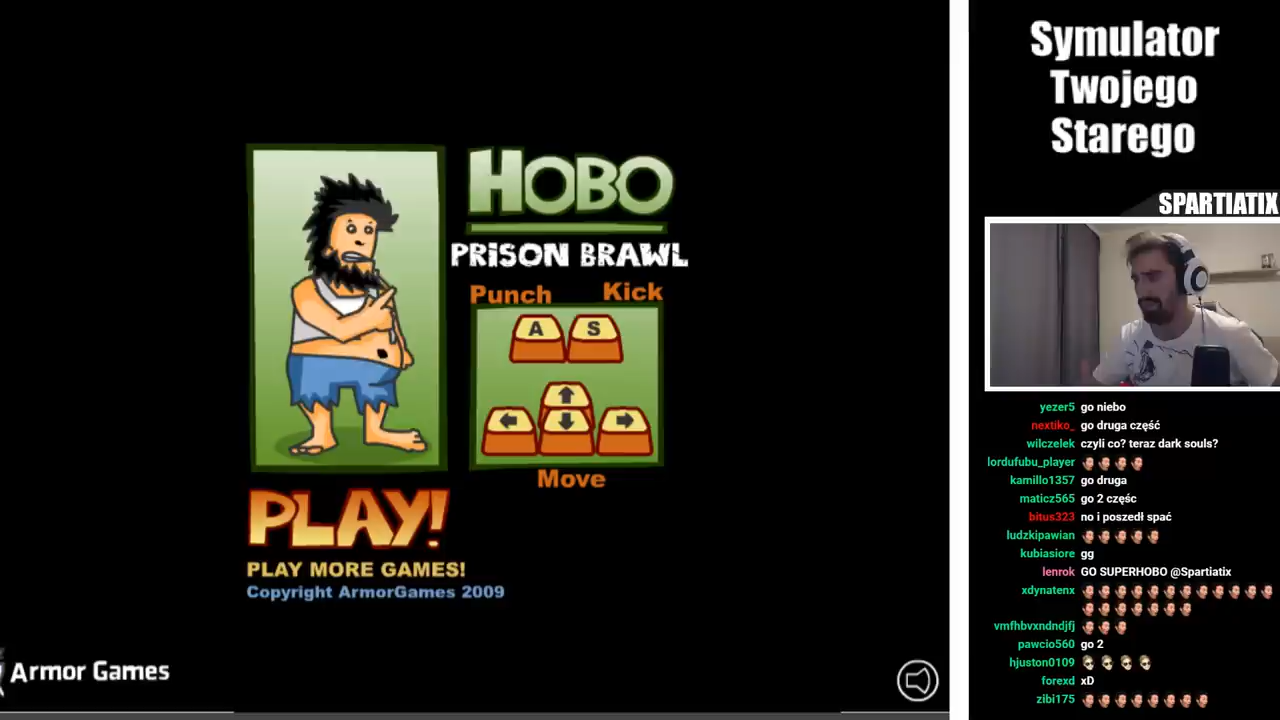 Symulator
Twojego
Starego
SPARTIATIX
HOBO
PRISON BRAWL
Punch Kick
A S
Move
PLAY!
PLAY MORE GAMES!
Copyright ArmorGames 2009
Armor Games
yezer5 go niebo
nextiko_ go druga część
wilczelek czyli co? teraz dark souls?
lordufubu_player
kamillo1357 go druga
maticz565 go 2 częśc
bitus323 no i poszedł spać
ludzkipawian
kubiasiore gg
lenrok GO SUPERHOBO @Spartiatix
xdynatenx
vmfhbvxndndjfj
pawcio560 go 2
hjuston0109
forexd xD
zibi175